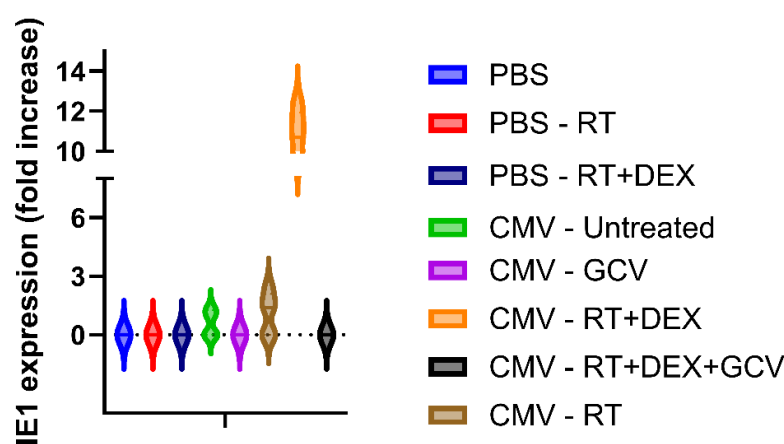 IE1 expression (fold increase)
14
12
10
6
3
0
PBS
PBS - RT
PBS - RT+DEX
CMV - Untreated
CMV - GCV
CMV - RT+DEX
CMV - RT+DEX+GCV
CMV - RT